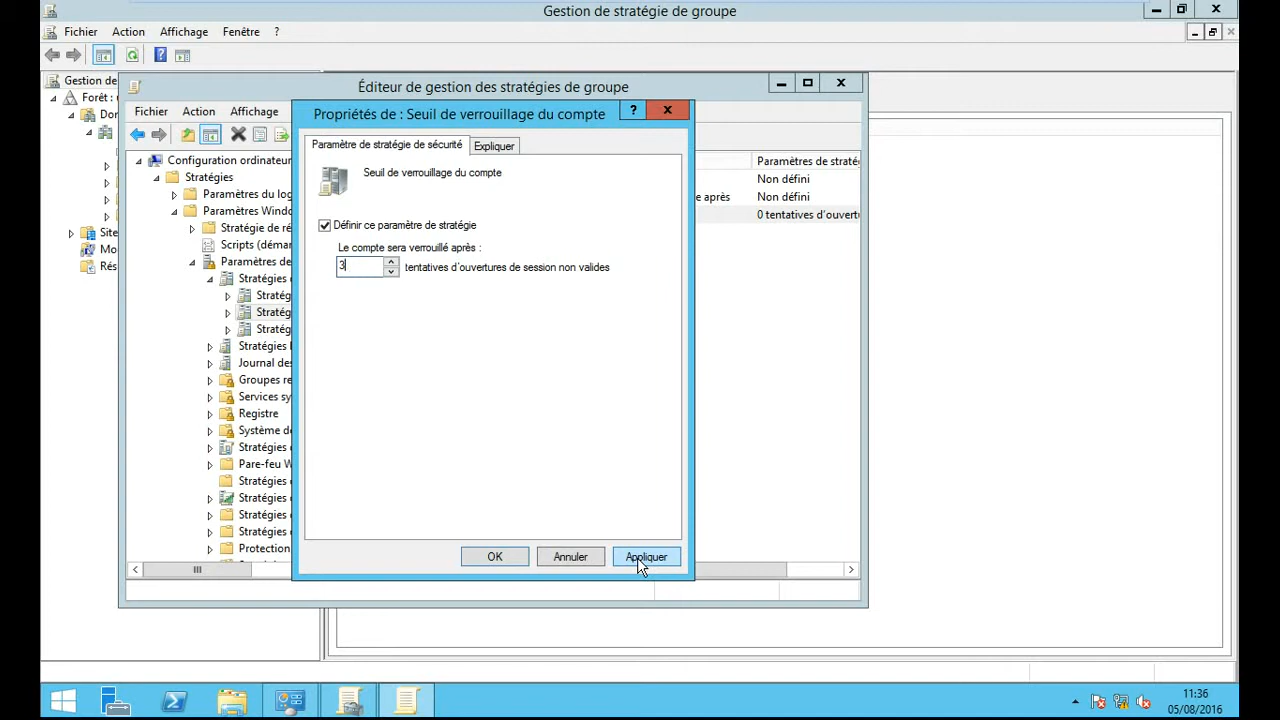 Gestion de stratégie de groupe
Fichier Action Affichage Fenêtre ?
Gestion de
Forêt :
Éditeur de gestion des stratégies de groupe
Fichier Action Affichage
Propriétés de : Seuil de verrouillage du compte
? X
Paramètre de stratégie de sécurité
Expliquer
Seuil de verrouillage du compte
Définir ce paramètre de stratégie
Le compte sera verrouillé après :
3
tentatives d'ouvertures de session non valides
OK
Annuler
Appliquer
Configuration ordinateur
Stratégies
Paramètres du log
Paramètres Windo
Stratégie de ré
Scripts (démar
Paramètres de
Stratégies
Stratég
Stratég
Stratég
Stratégies
Journal des
Groupes re
Services sy
Registre
Système de
Stratégies
Pare-feu W
Stratégies
Stratégies
Stratégies
Stratégies
Protection
Paramètres de straté
Non défini
e après
Non défini
0 tentatives d'ouvert
Site
Mo
Rés
11:36
05/08/2016